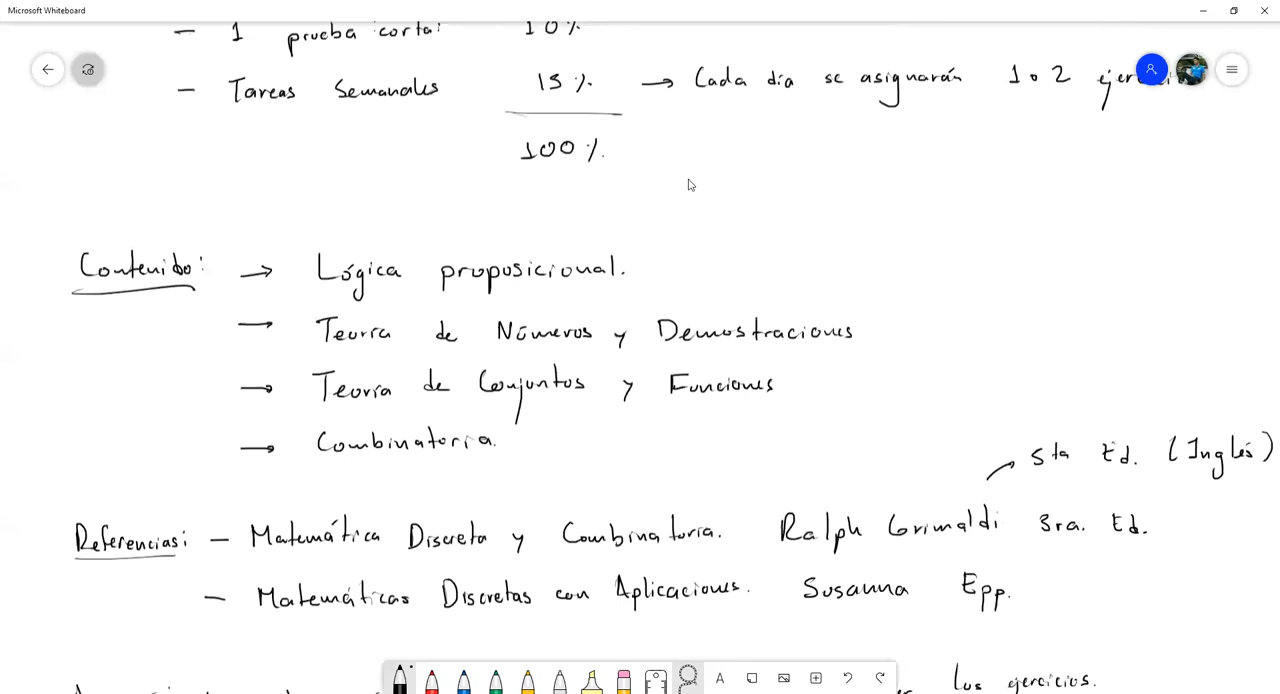 Microsoft Whiteboard
- 1 prueba corta: 10%
- Tareas Semanales 15% → Cada día se asignarán 1 o 2
100%
Contenido: → Lógica proposicional.
→ Teoría de Números y Demostraciones
→ Teoría de Conjuntos y Funciones
→ Combinatoria.
5ta Ed. (Inglés)
Referencias: - Matemática Discreta y Combinatoria. Ralph Grimaldi 3ra. Ed.
- Matemáticas Discretas con Aplicaciones. Susanna Epp.
A
los ejercicios.